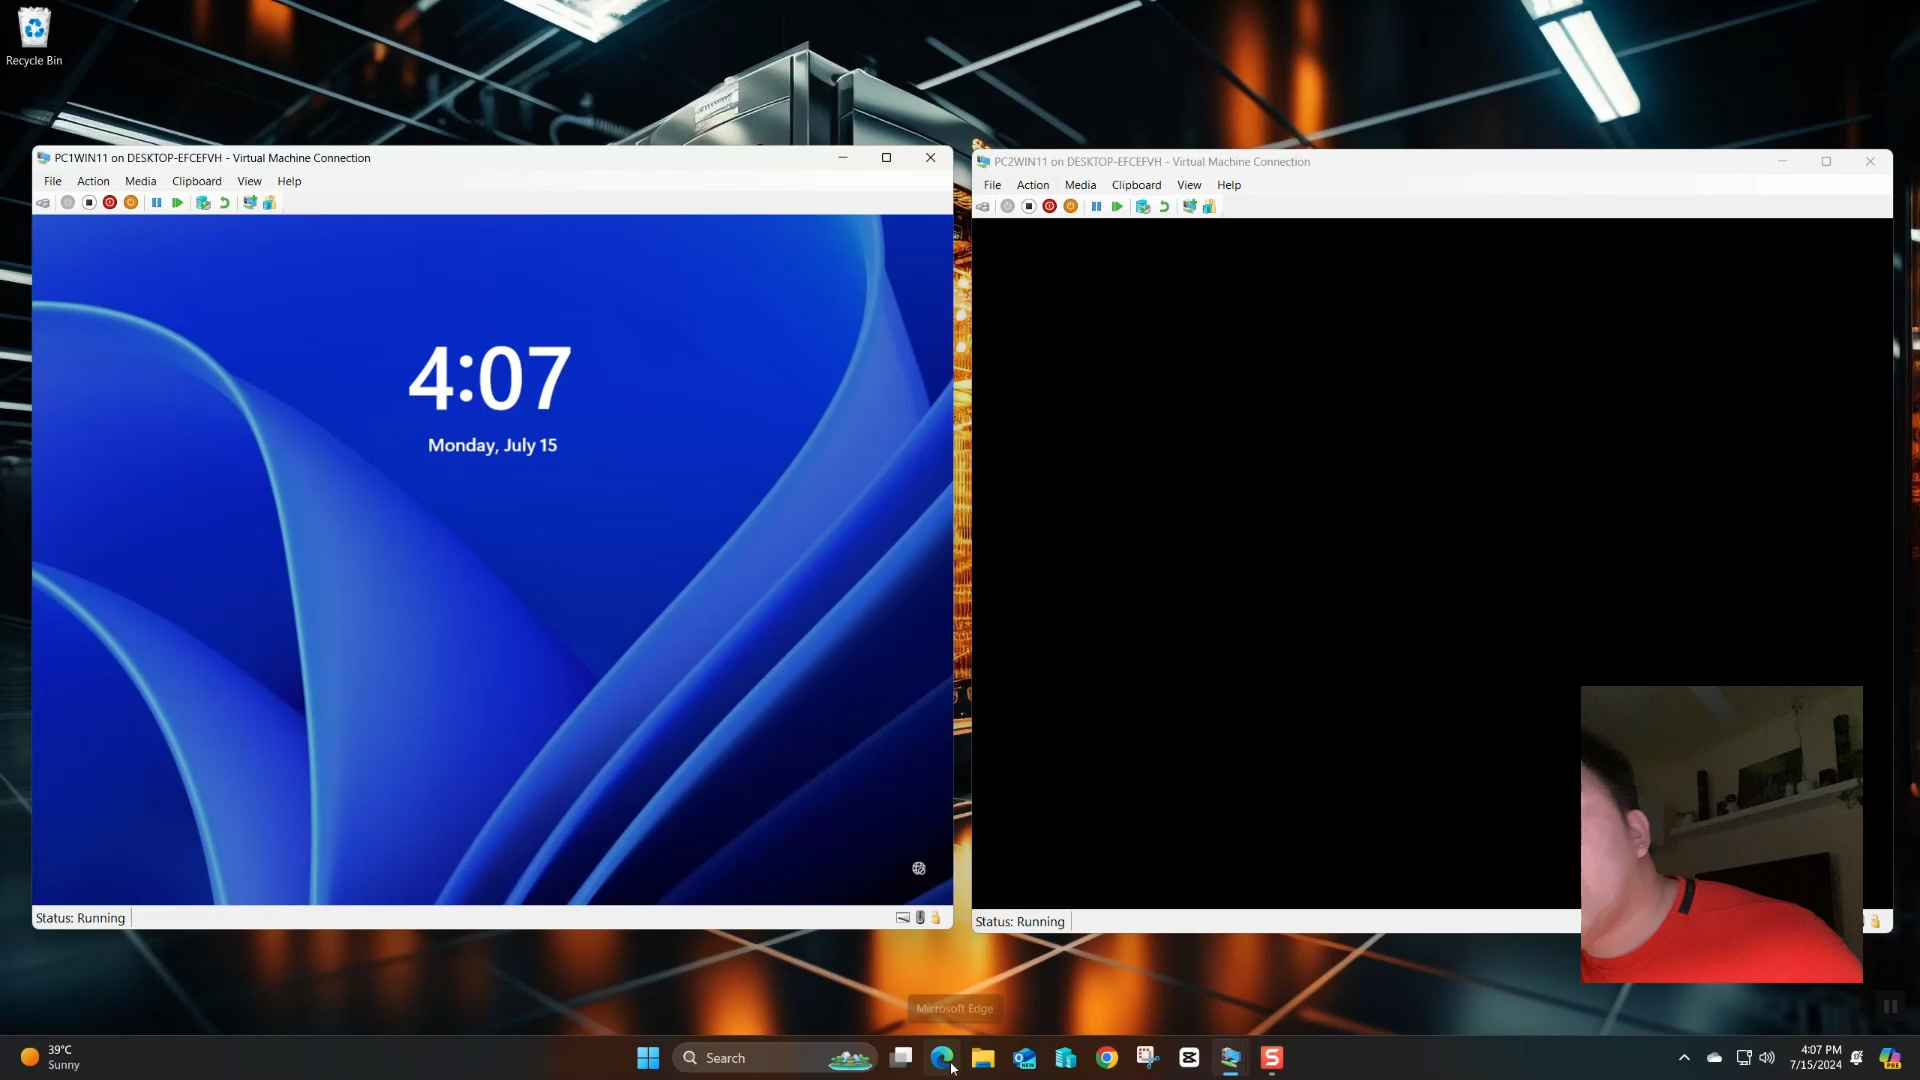 Recycle Bin
PC1WIN11 on DESKTOP-EFCEFVH - Virtual Machine Connection
File Action Media Clipboard View Help
4:07
Monday, July 15
Status: Running
PC2WIN11 on DESKTOP-EFCEFVH - Virtual Machine Connection
File Action Media Clipboard View Help
Status: Running
Microsoft Edge
39°C
Sunny
Search
NEW
4:07 PM
7/15/2024
PRE